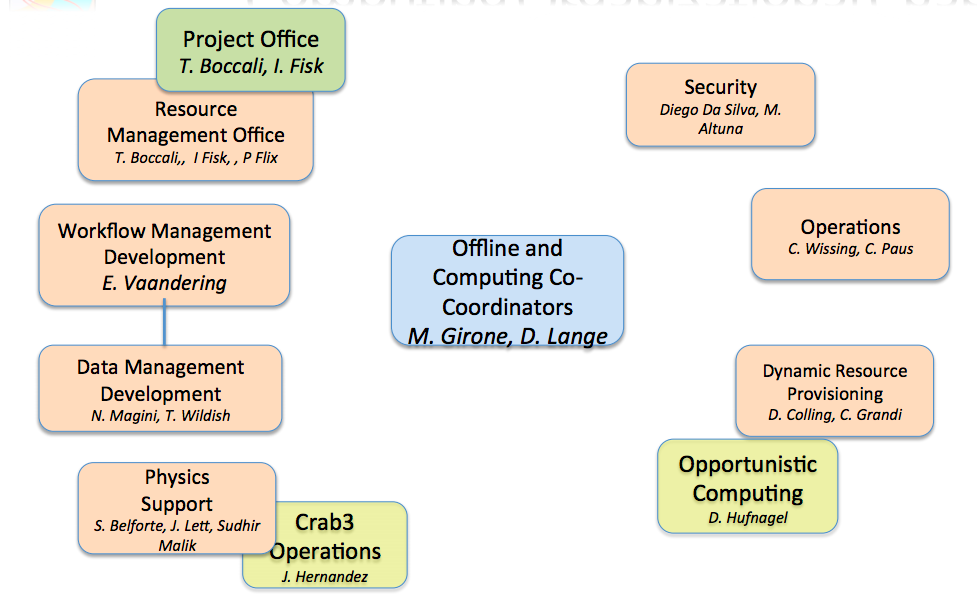 Project Office
T. Boccali, I. Fisk
Resource
Management Office
T. Boccali,, I Fisk, , P Flix
Security
Diego Da Silva, M.
Altuna
Workflow Management
Development
E. Vaandering
Operations
C. Wissing, C. Paus
Offline and
Computing Co-
Coordinators
M. Girone, D. Lange
Data Management
Development
N. Magini, T. Wildish
Dynamic Resource
Provisioning
D. Colling, C. Grandi
Opportunistic
Computing
D. Hufnagel
Physics
Support
S. Belforte, J. Lett, Sudhir
Malik
Crab3
Operations
J. Hernandez